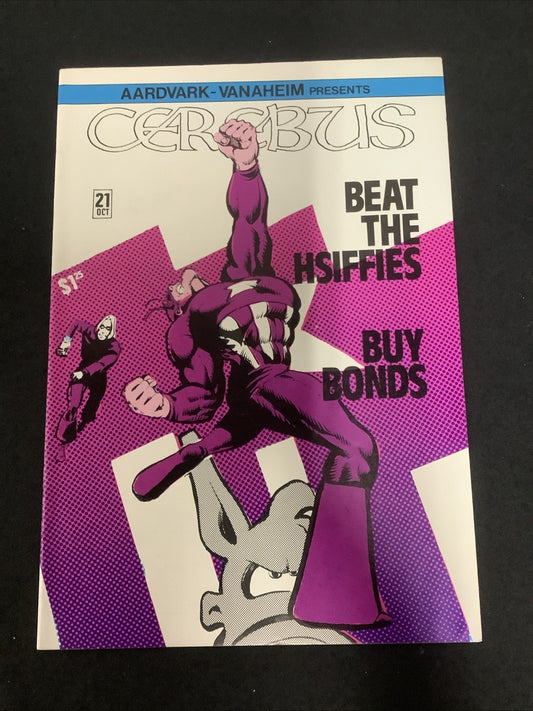 AARDVARK-VANAHEIM PRESENTS
CEREBUS
21
OCT
BEAT
THE
HSIFFIES
$1.25
BUY
BONDS